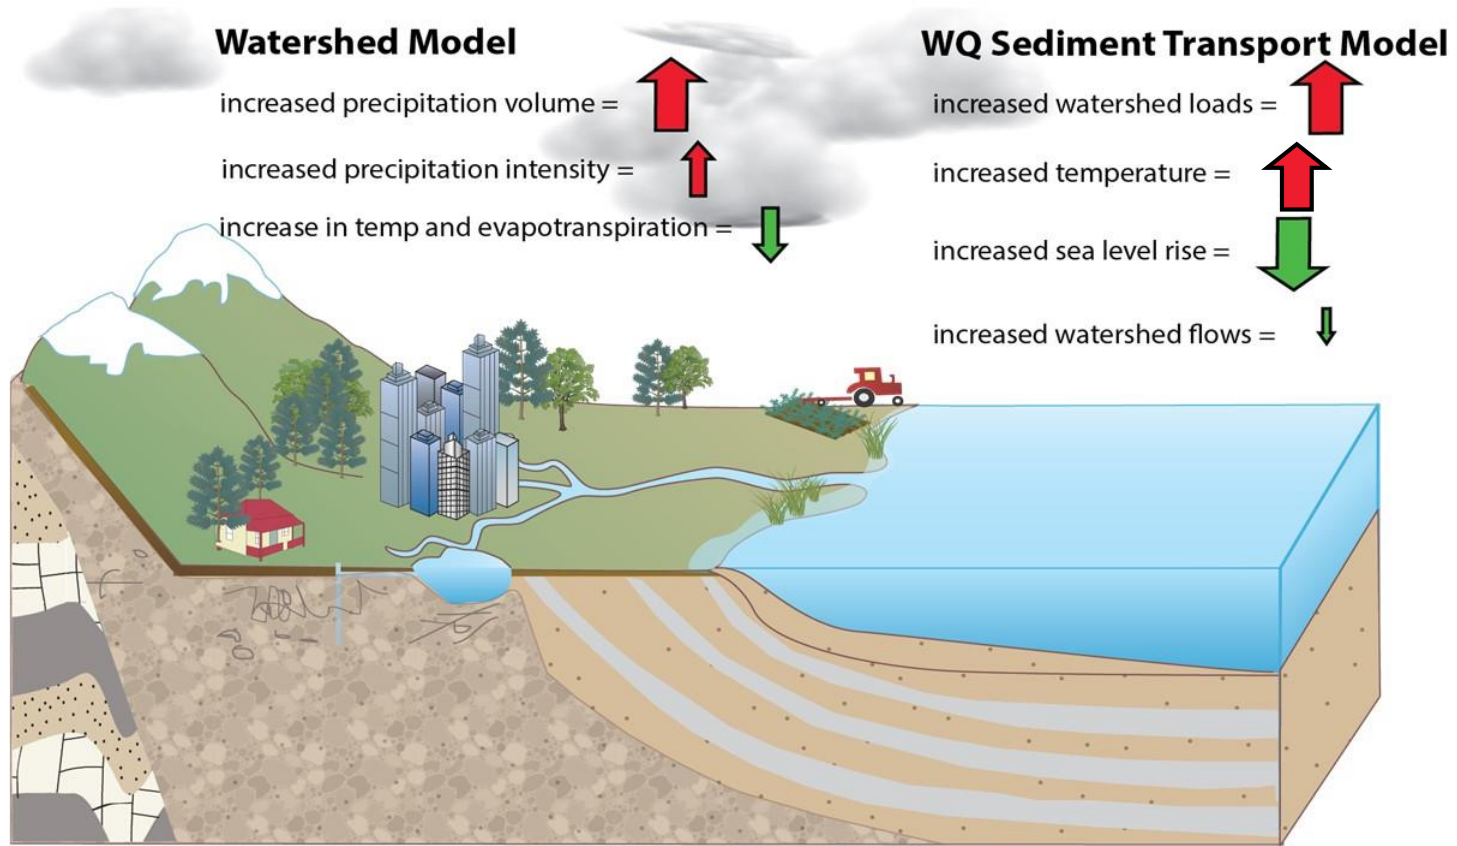 Watershed Model
increased precipitation volume =
increased precipitation intensity =
increase in temp and evapotranspiration =
WQ Sediment Transport Model
increased watershed loads =
increased temperature =
increased sea level rise =
increased watershed flows =